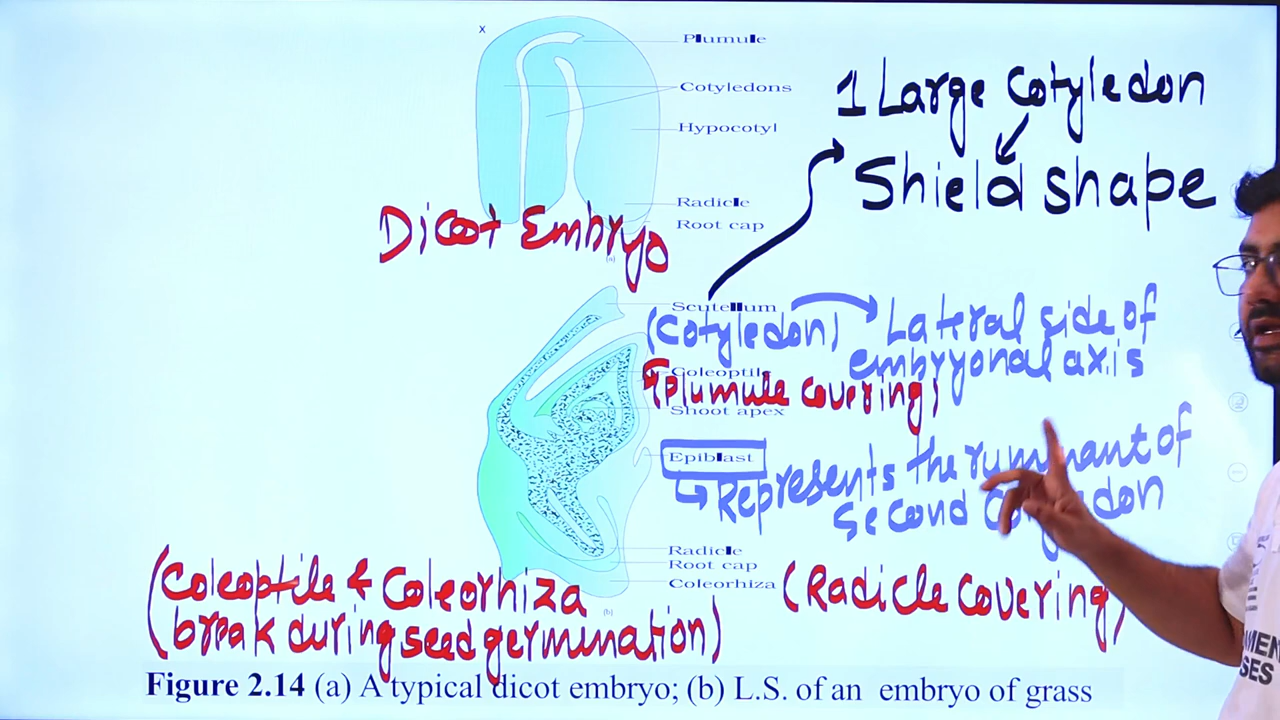 x
Plumule
Cotyledons
Hypocotyl
Radicle
Root cap
(a)
Dicot Embryo
1 Large Cotyledon
Shield shape
Scutellum
(Cotyledon)
Lateral side of
embryonal axis
Coleoptile
(Plumule covering)
Shoot apex
Epiblast
Represents the rumnant of
second Cotyledon
Radicle
Root cap
Coleorhiza
(Radicle Covering)
(b)
(Coleoptile & Coleorhiza
(break during seed germination)
Figure 2.14 (a) A typical dicot embryo; (b) L.S. of an embryo of grass